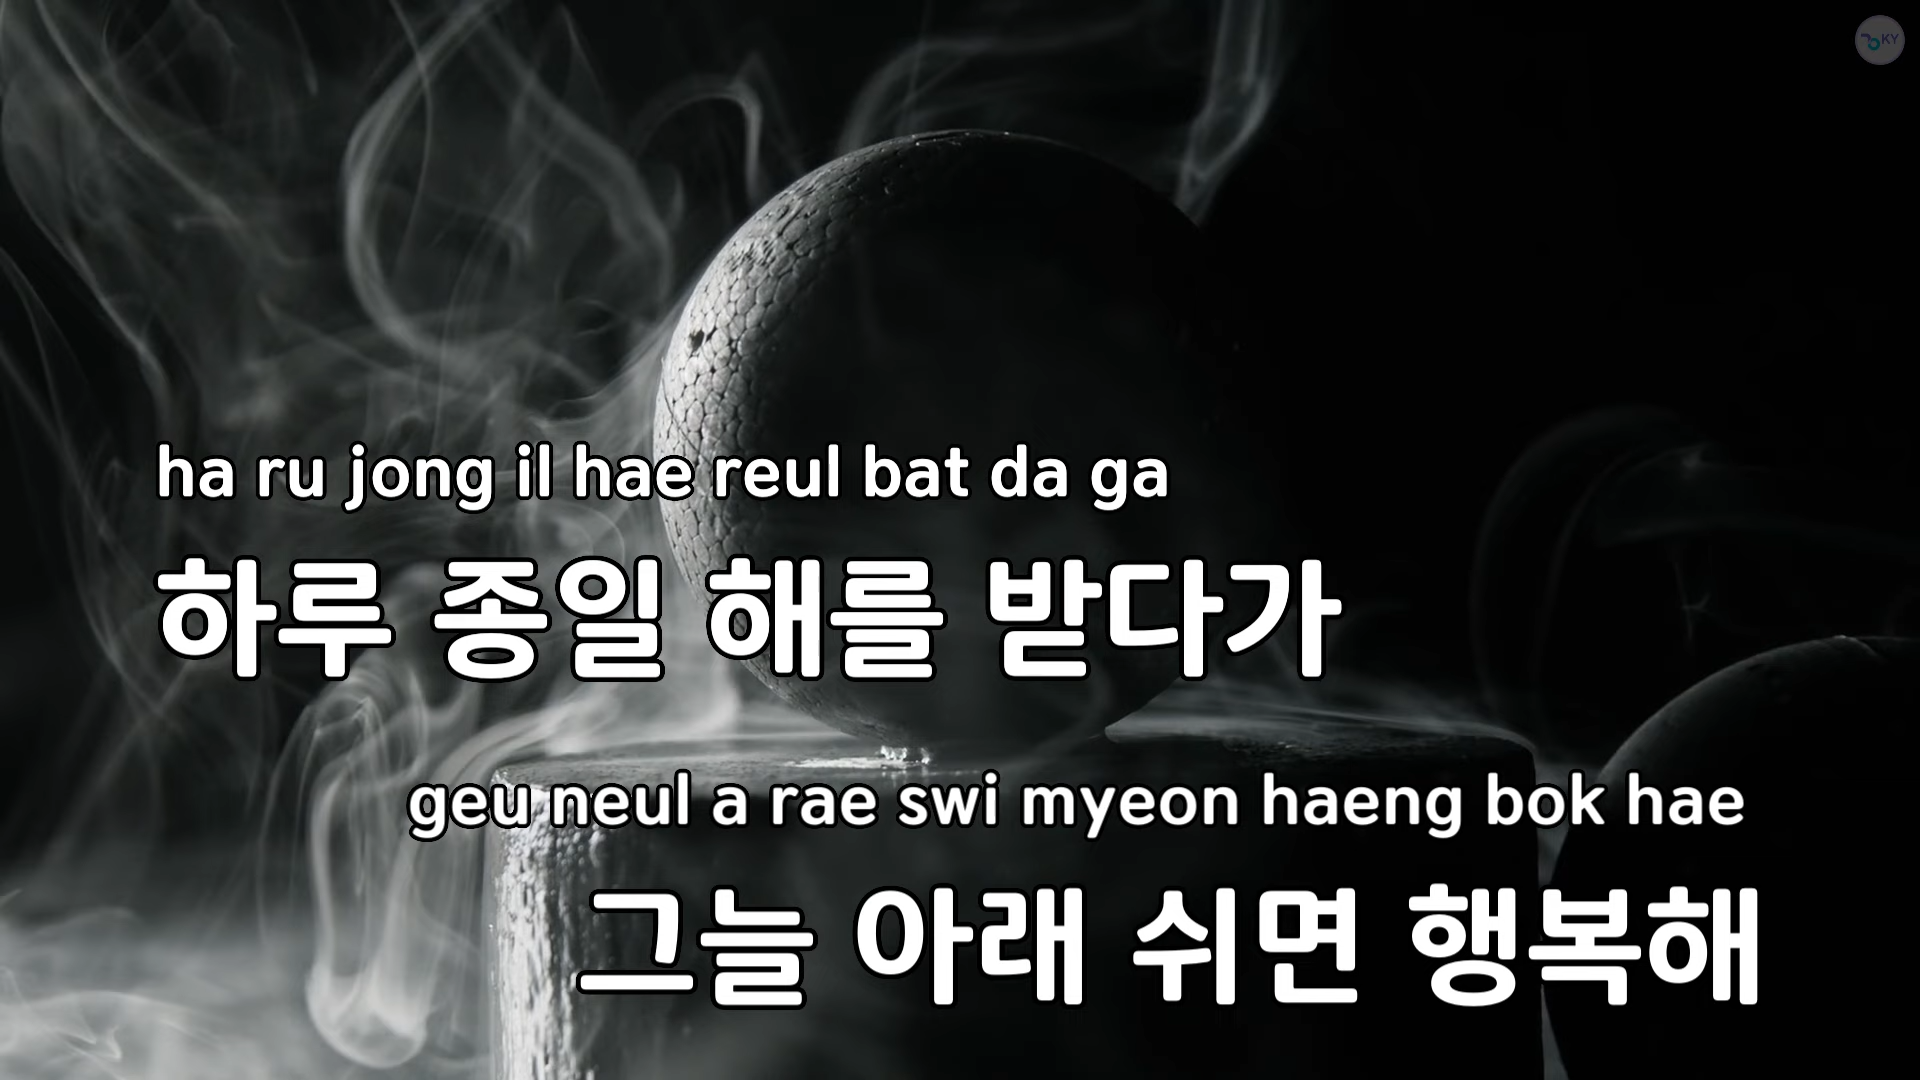 KY
ha ru jong il hae reul bat da ga
하루 종일 해를 받다가
geu neul a rae swi myeon haeng bok hae
그늘 아래 쉬면 행복해